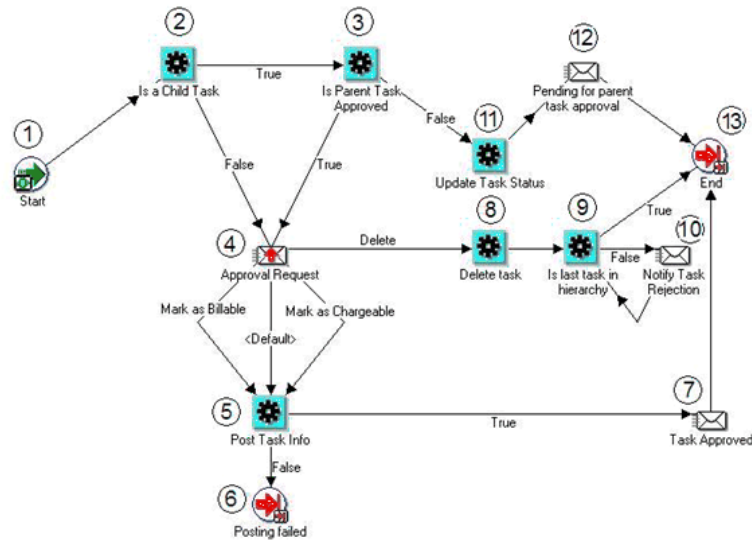 2
3
12
Is a Child Task
True
Is Parent Task
Approved
Pending for parent
task approval
1
Start
False
True
False
11
Update Task Status
13
End
4
Approval Request
Delete
8
Delete task
9
Is last task in
hierarchy
True
False
10
Notify Task
Rejection
Mark as Billable
<Default>
Mark as Chargeable
5
Post Task Info
True
7
Task Approved
False
6
Posting failed